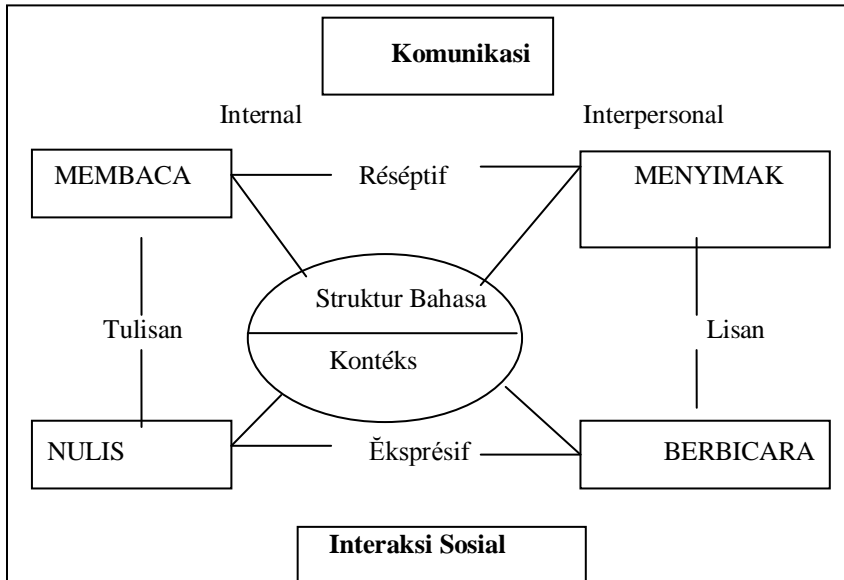 Komunikasi
Internal Interpersonal
MEMBACA Réséptif MENYIMAK
Struktur Bahasa
Tulisan Lisan
Kontéks
NULIS Ĕksprésif BERBICARA
Interaksi Sosial